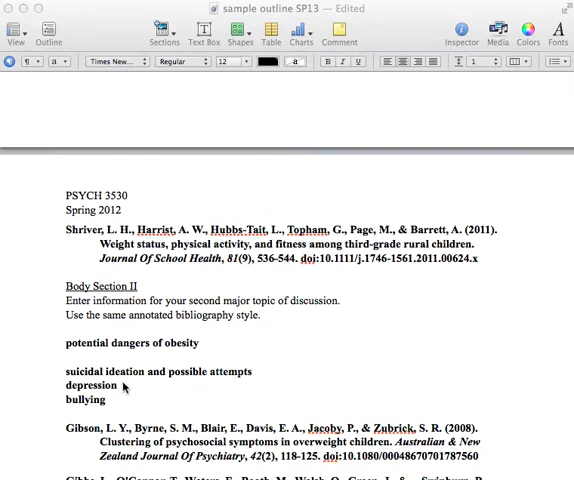 sample outline SP13 — Edited
View Outline Sections Text Box Shapes Table Charts Comment Inspector Media Colors Fonts
¶ a Times New... Regular 12 a B I U 1
PSYCH 3530
Spring 2012
Shriver, L. H., Harrist, A. W., Hubbs-Tait, L., Topham, G., Page, M., & Barrett, A. (2011).
Weight status, physical activity, and fitness among third-grade rural children.
Journal Of School Health, 81(9), 536-544. doi:10.1111/j.1746-1561.2011.00624.x
Body Section II
Enter information for your second major topic of discussion.
Use the same annotated bibliography style.
potential dangers of obesity
suicidal ideation and possible attempts
depression
bullying
Gibson, L. Y., Byrne, S. M., Blair, E., Davis, E. A., Jacoby, P., & Zubrick, S. R. (2008).
Clustering of psychosocial symptoms in overweight children. Australian & New
Zealand Journal Of Psychiatry, 42(2), 118-125. doi:10.1080/00048670701787560